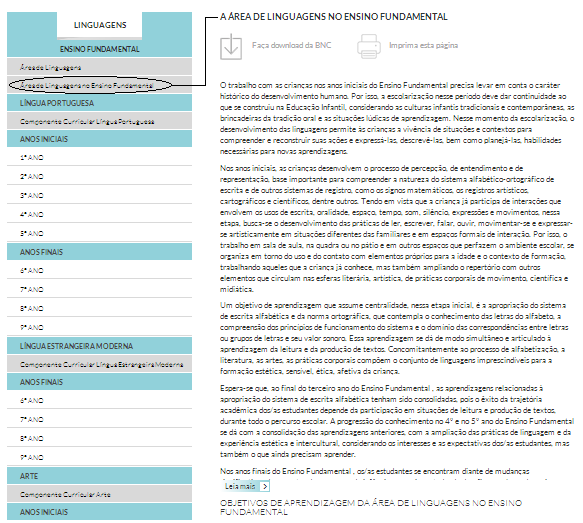 LINGUAGENS
ENSINO FUNDAMENTAL
Área de Linguagens
Área de Linguagens no Ensino Fundamental
LÍNGUA PORTUGUESA
Componente Curricular Língua Portuguesa
ANOS INICIAIS
1º ANO
2º ANO
3º ANO
4º ANO
5º ANO
ANOS FINAIS
6º ANO
7º ANO
8º ANO
9º ANO
LÍNGUA ESTRANGEIRA MODERNA
Componente Curricular Língua Estrangeira Moderna
ANOS FINAIS
6º ANO
7º ANO
8º ANO
9º ANO
ARTE
Componente Curricular Arte
ANOS INICIAIS
A ÁREA DE LINGUAGENS NO ENSINO FUNDAMENTAL
Faça download da BNC
Imprima esta página
O trabalho com as crianças nos anos iniciais do Ensino Fundamental precisa levar em conta o caráter
histórico do desenvolvimento humano. Por isso, a escolarização nesse período deve dar continuidade ao
que se construiu na Educação Infantil, considerando as culturas infantis tradicionais e contemporâneas, as
brincadeiras da tradição oral e as situações lúdicas de aprendizagem. Nesse momento da escolarização, o
desenvolvimento das linguagens permite às crianças a vivência de situações e contextos para
compreender e reconstruir suas ações e expressá-las, descrevê-las, bem como planejá-las, habilidades
necessárias para novas aprendizagens.
Nos anos iniciais, as crianças desenvolvem o processo de percepção, de entendimento e de
representação, base importante para compreender a natureza do sistema alfabético-ortográfico de
escrita e de outros sistemas de registro, como os signos matemáticos, os registros artísticos,
cartográficos e científicos, dentre outros. Tendo em vista que a criança já participa de interações que
envolvem os usos de escrita, oralidade, espaço, tempo, som, silêncio, expressões e movimentos, nessa
etapa, busca-se o desenvolvimento das práticas de ler, escrever, falar, ouvir, movimentar-se e expressar-
se artisticamente em situações diferentes das familiares e em espaços formais de interação. Por isso, o
trabalho em sala de aula, na quadra ou no pátio e em outros espaços que perfazem o ambiente escolar, se
organiza em torno do uso e do contato com elementos próprios para a idade e o contexto de formação,
trabalhando aqueles que a criança já conhece, mas também ampliando o repertório com outros
elementos que circulam nas esferas literária, artística, de práticas corporais de movimento, científica e
midiática.
Um objetivo de aprendizagem que assume centralidade, nessa etapa inicial, é a apropriação do sistema
de escrita alfabética e da norma ortográfica, que contempla o conhecimento das letras do alfabeto, a
compreensão dos princípios de funcionamento do sistema e o domínio das correspondências entre letras
ou grupos de letras e seu valor sonoro. Essa aprendizagem se dá de modo simultâneo e articulado à
aprendizagem da leitura e da produção de textos. Concomitantemente ao processo de alfabetização, a
literatura, as artes, as práticas corporais compõem o conjunto de linguagens imprescindíveis para a
formação estética, sensível, ética, afetiva da criança.
Espera-se que, ao final do terceiro ano do Ensino Fundamental , as aprendizagens relacionadas à
apropriação do sistema de escrita alfabética tenham sido consolidadas, pois o êxito da trajetória
acadêmica dos/as estudantes depende da participação em situações de leitura e produção de textos,
durante todo o percurso escolar. A progressão do conhecimento no 4º e no 5º ano do Ensino Fundamental
se dá com a consolidação das aprendizagens anteriores, com a ampliação das práticas de linguagem e da
experiência estética e intercultural, considerando os interesses e as expectativas dos/as estudantes, mas
também o que ainda precisam aprender.
Nos anos finais do Ensino Fundamental , os/as estudantes se encontram diante de mudanças
Leia mais >
OBJETIVOS DE APRENDIZAGEM DA ÁREA DE LINGUAGENS NO ENSINO
FUNDAMENTAL